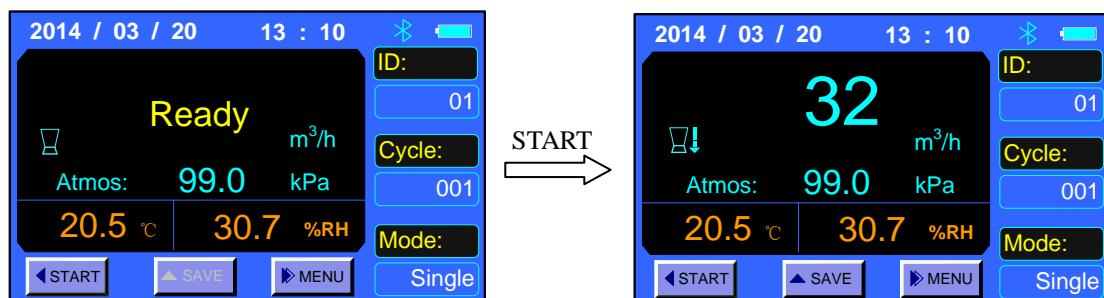 2014 / 03 / 20 13 : 10
ID:
01
Ready
m³/h
Cycle:
Atmos: 99.0 kPa
001
20.5 ℃ 30.7 %RH
Mode:
START SAVE MENU
Single
START
2014 / 03 / 20 13 : 10
ID:
01
32
m³/h
Cycle:
Atmos: 99.0 kPa
001
20.5 ℃ 30.7 %RH
Mode:
START SAVE MENU
Single